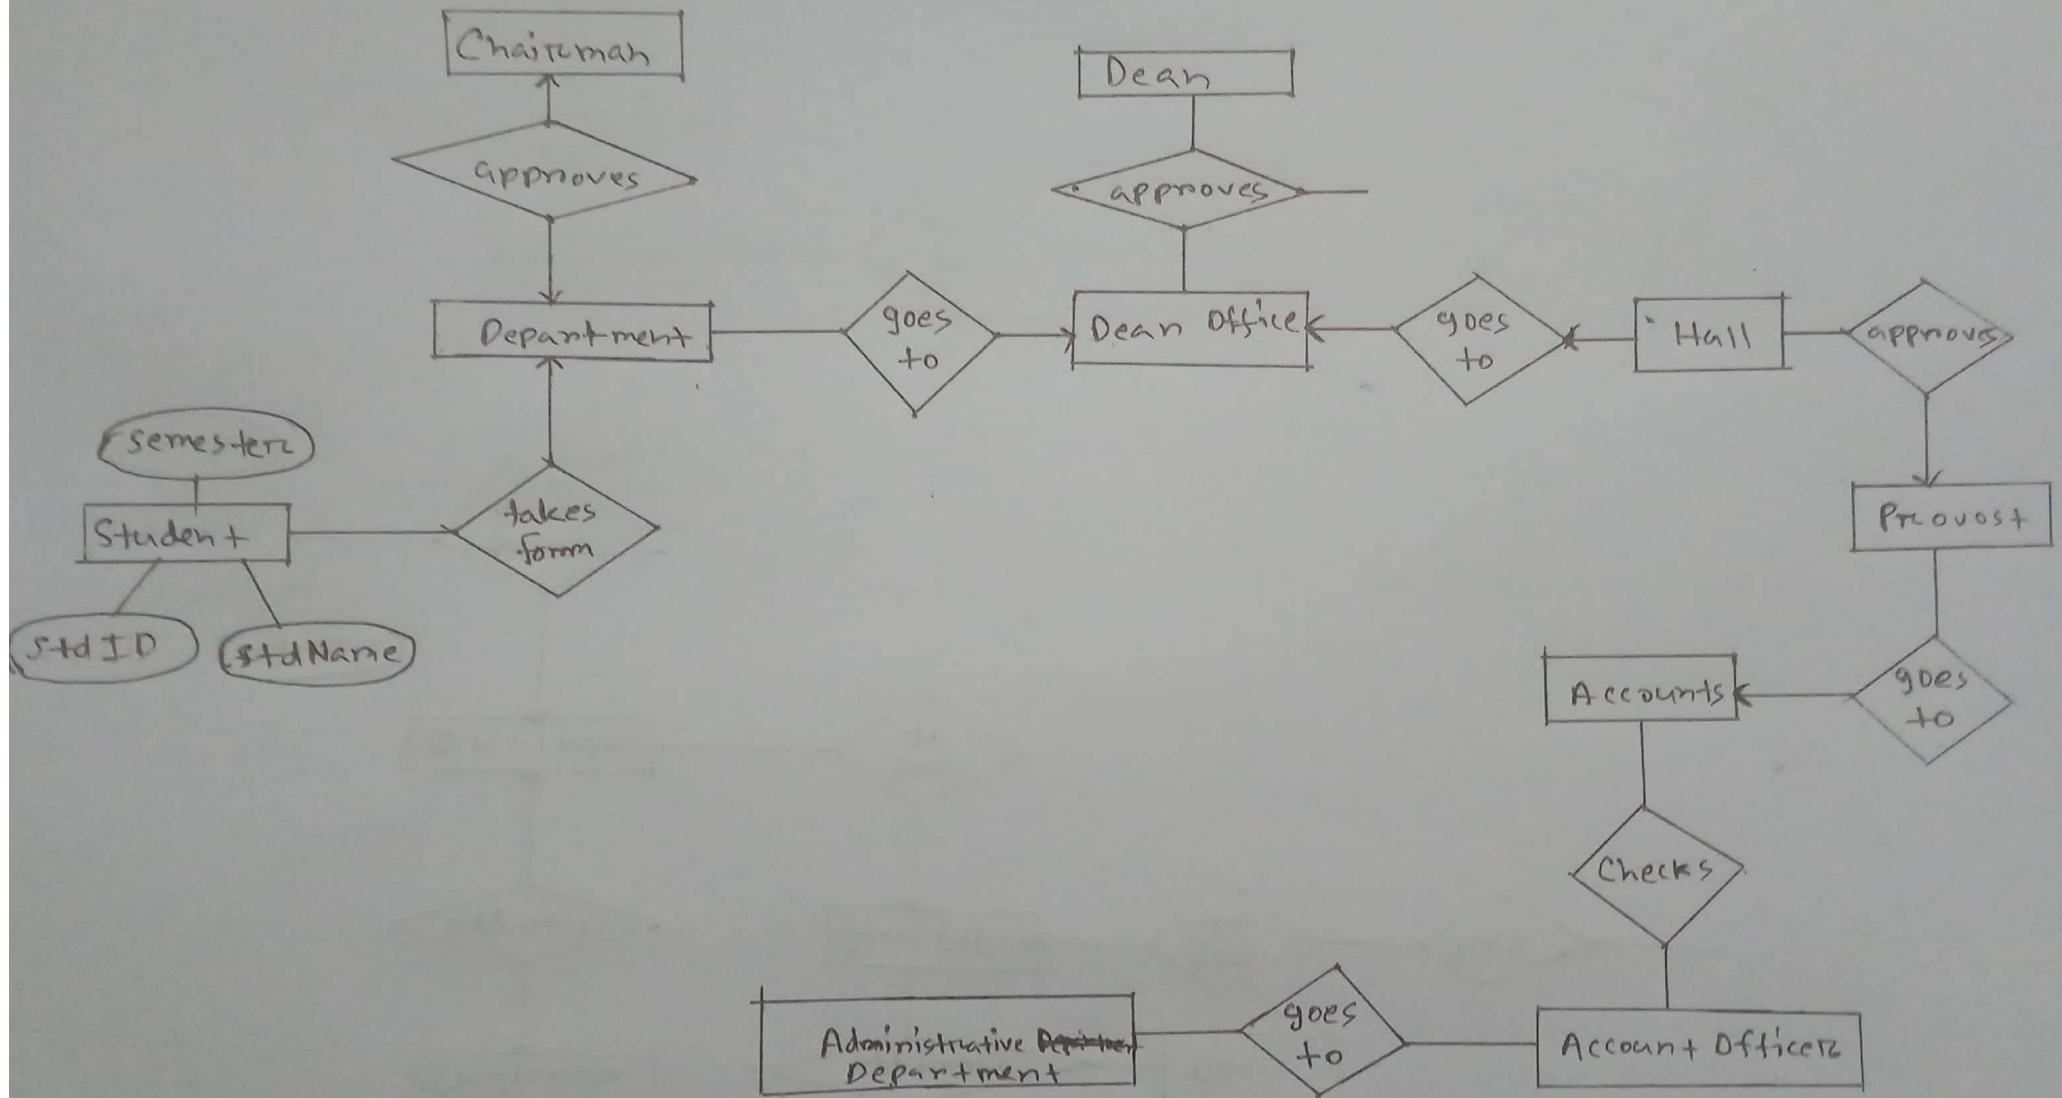 Chairman
Dean
approves
approves
Department
goes
to
Dean Office
goes
to
Hall
approves
semester
Student
takes
form
Provost
stdID
stdName
Accounts
goes
to
Checks
Administrative
Department
goes
to
Account Officer